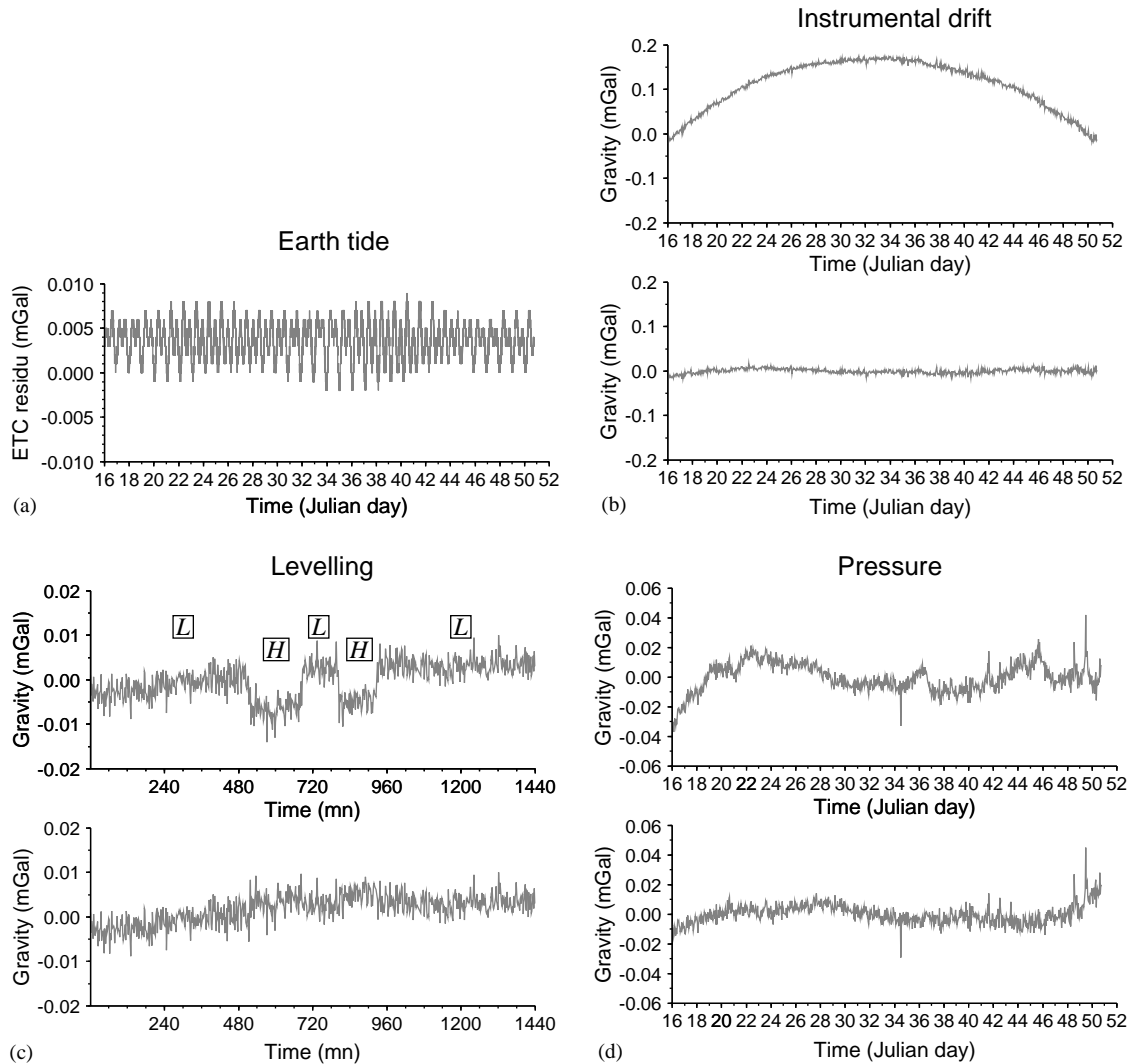 Instrumental drift
0.2
0.1
0.0
-0.1
-0.2
Gravity (mGal)
16 18 20 22 24 26 28 30 32 34 36 38 40 42 44 46 48 50 52
Time (Julian day)
Earth tide
0.010
0.005
0.000
-0.005
-0.010
ETC residu (mGal)
16 18 20 22 24 26 28 30 32 34 36 38 40 42 44 46 48 50 52
Time (Julian day)
(a)
0.2
0.1
0.0
-0.1
-0.2
Gravity (mGal)
16 18 20 22 24 26 28 30 32 34 36 38 40 42 44 46 48 50 52
Time (Julian day)
(b)
Levelling
0.02
0.01
0.00
-0.01
-0.02
Gravity (mGal)
L H L H L
240 480 720 960 1200 1440
Time (mn)
0.02
0.01
0.00
-0.01
-0.02
Gravity (mGal)
240 480 720 960 1200 1440
Time (mn)
(c)
Pressure
0.06
0.04
0.02
0.00
-0.02
-0.04
-0.06
Gravity (mGal)
16 18 20 22 24 26 28 30 32 34 36 38 40 42 44 46 48 50 52
Time (Julian day)
0.06
0.04
0.02
0.00
-0.02
-0.04
0.06
Gravity (mGal)
16 18 20 22 24 26 28 30 32 34 36 38 40 42 44 46 48 50 52
Time (Julian day)
(d)